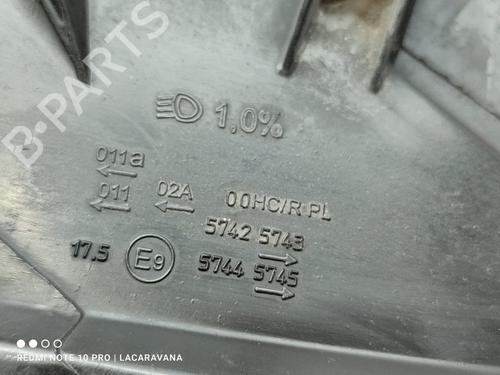 B-PARTS
1,0%
011a
011 02A 00HC/R PL
5742 5743
17.5 E9 5744 5745
REDMI NOTE 10 PRO | LACARAVANA